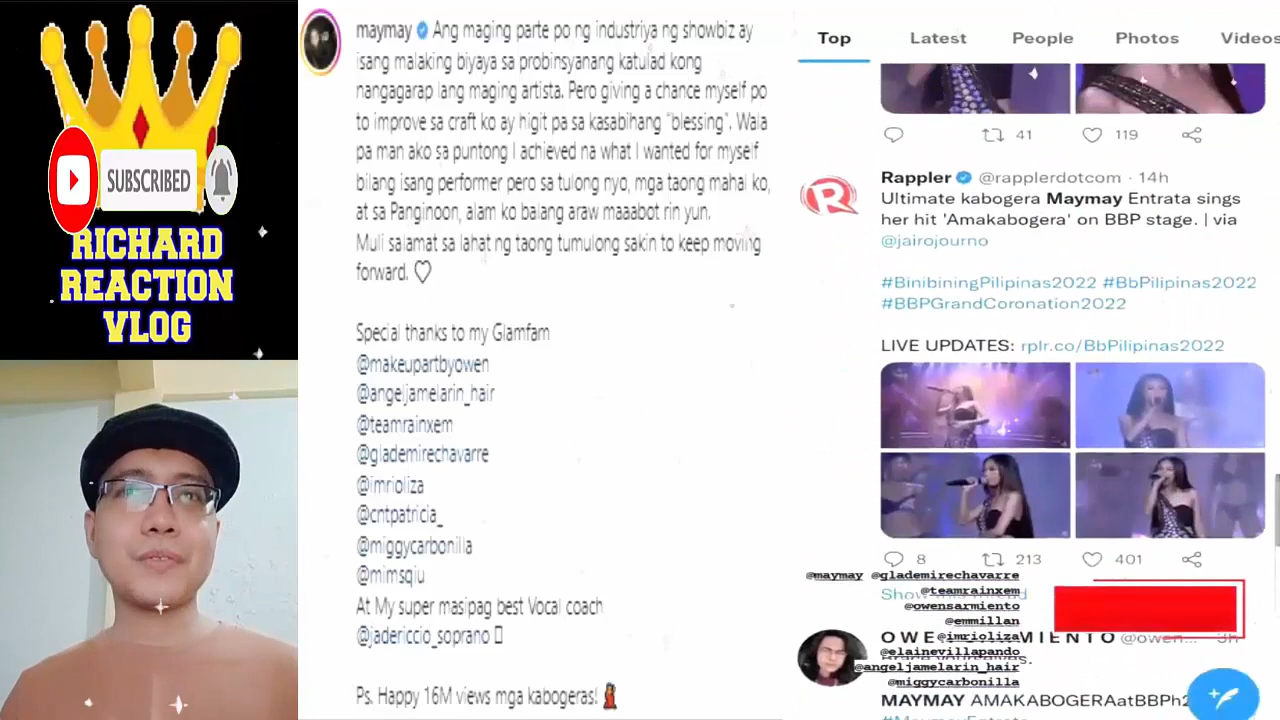 SUBSCRIBED
RICHARD
REACTION
VLOG
maymay Ang maging parte po ng industriya ng showbiz ay
isang malaking biyaya sa probinsyanang katulad kong
nangagarap lang maging artista. Pero giving a chance myself po
to improve sa craft ko ay higit pa sa kasabihang "blessing". Wala
pa man ako sa puntong I achieved na what I wanted for myself
bilang isang performer pero sa tulong nyo, mga taong mahal ko,
at sa Panginoon, alam ko balang araw maaabot rin yun.
Muli salamat sa lahat ng taong tumulong sakin to keep moving
forward. ♡
Special thanks to my Glamfam
@makeupartbyowen
@angeljamelarin_hair
@teamrainxem
@glademirechavarre
@imrioliza
@cntpatricia_
@miggycarbonilla
@mimsqiu
At My super masipag best Vocal coach
@jadericcio_soprano
Ps. Happy 16M views mga kabogeras!
Top Latest People Photos Videos
41 119
Rappler @rapplerdotcom · 14h
Ultimate kabogera Maymay Entrata sings
her hit 'Amakabogera' on BBP stage. | via
@jairojourno
#BinibiningPilipinas2022 #BbPilipinas2022
#BBPGrandCoronation2022
LIVE UPDATES: rplr.co/BbPilipinas2022
8 213 401
@maymay @glademirechavarre
@teamrainxem
@owensarmiento
@emmillan
@imrioliza
@elainevillapando
@angeljamelarin_hair
@miggycarbonilla
Show this thread
OWE MIENTO @owen... 3h
MAYMAY AMAKABOGERAatBBPh2
#MaymayEntrata